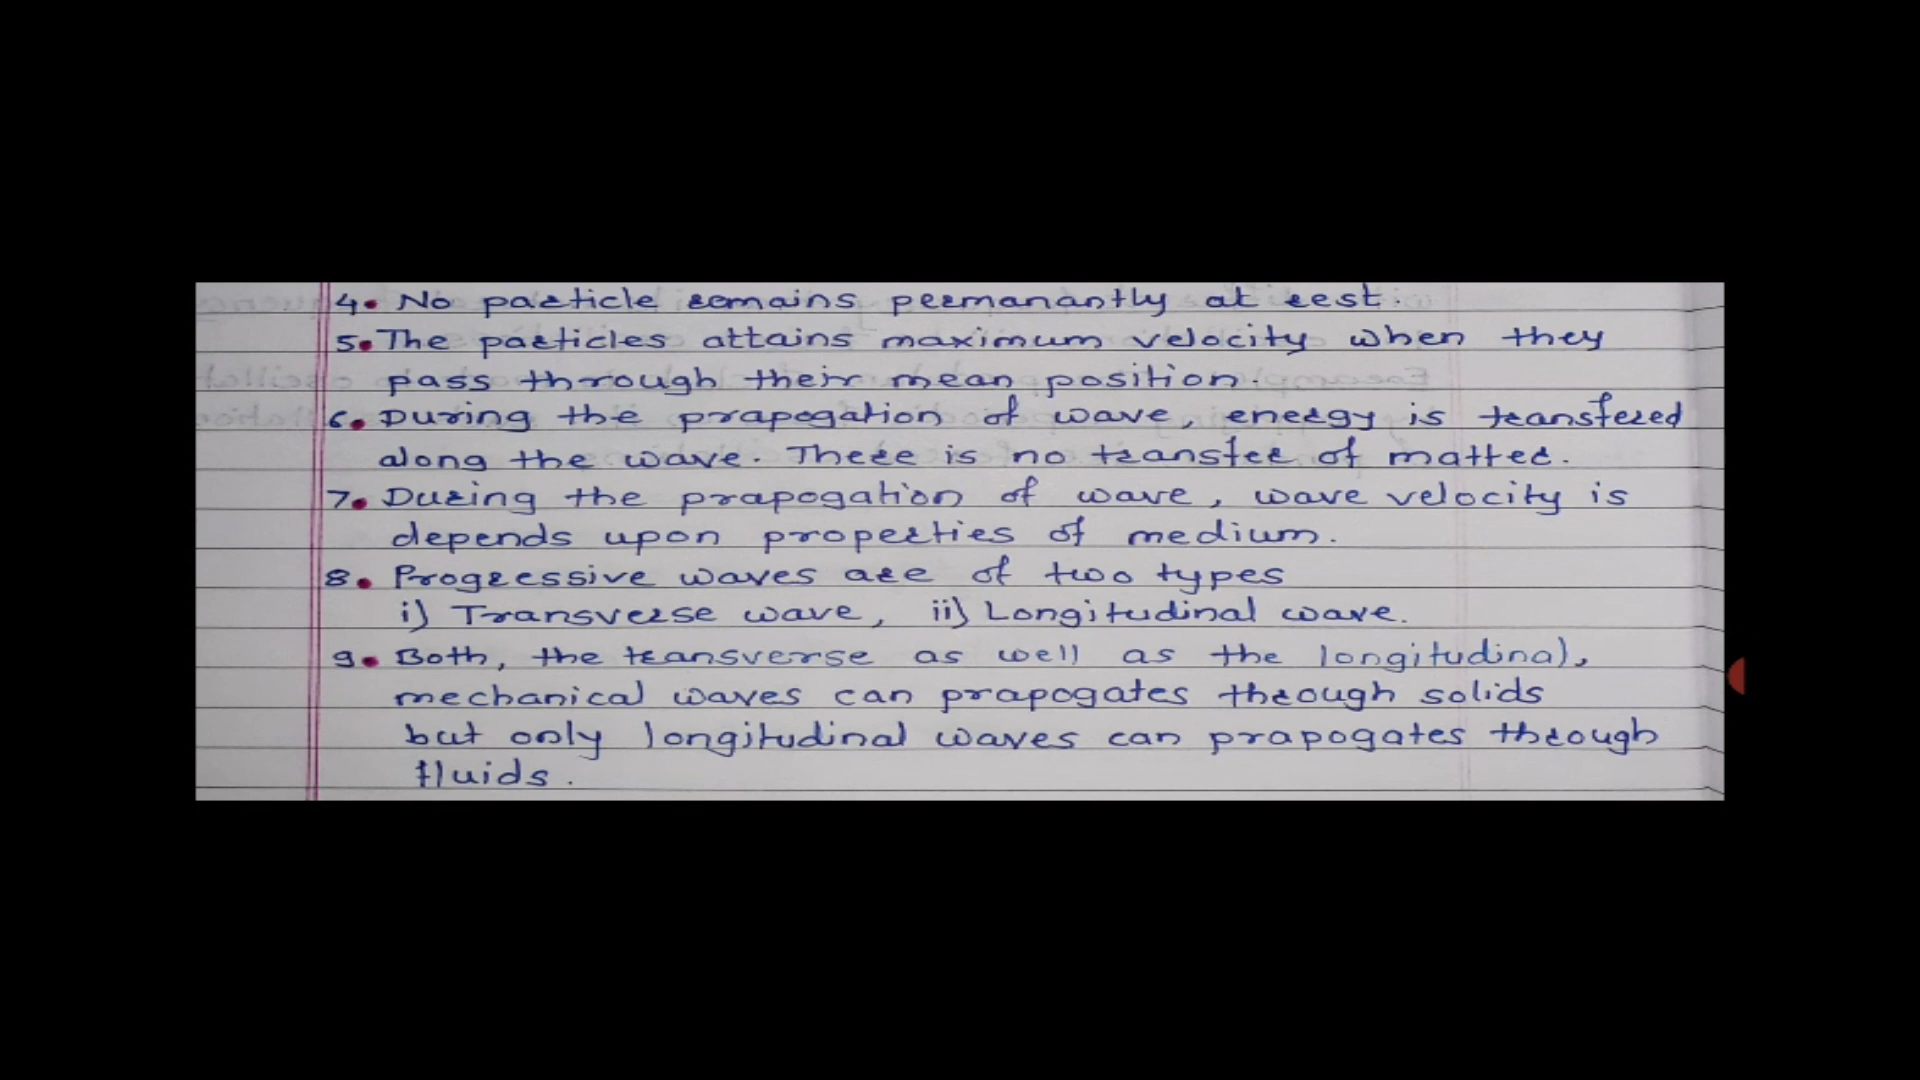 4. No particle remains permanantly at rest.
5. The particles attains maximum velocity when they
pass through their mean position.
6. During the prapogation of wave, energy is transfered
along the wave. There is no transfer of matter.
7. During the prapogation of wave, wave velocity is
depends upon properties of medium.
8. Progressive waves are of two types
i) Transverse wave, ii) Longitudinal wave.
9. Both, the transverse as well as the longitudinal,
mechanical waves can prapogates through solids
but only longitudinal waves can prapogates through
fluids.